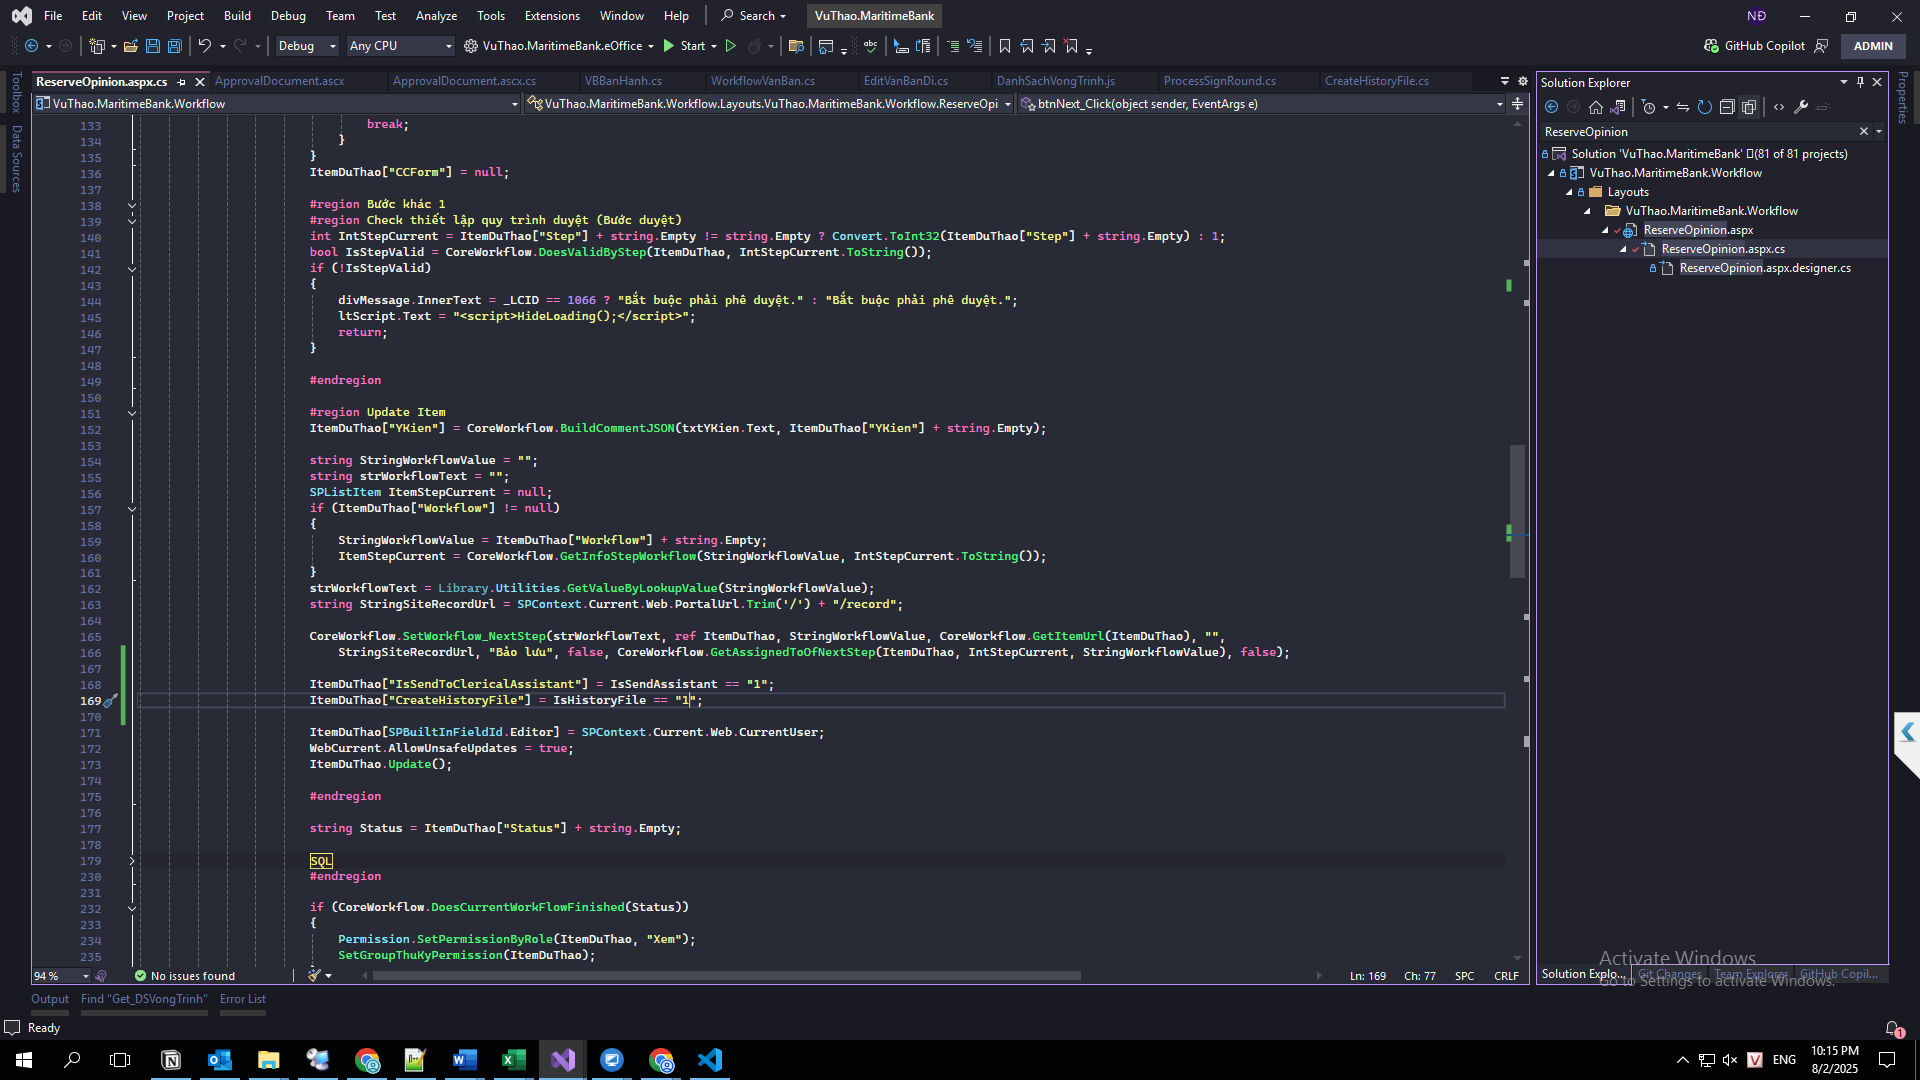 File Edit View Project Build Debug Team Test Analyze Tools Extensions Window Help Search VuThao.MaritimeBank NĐ
Debug Any CPU VuThao.MaritimeBank.eOffice Start GitHub Copilot ADMIN
Toolbox
Data Sources
ReserveOpinion.aspx.cs ApprovalDocument.ascx ApprovalDocument.ascx.cs VBBanHanh.cs WorkflowVanBan.cs EditVanBanDi.cs DanhSachVongTrinh.js ProcessSignRound.cs CreateHistoryFile.cs
VuThao.MaritimeBank.Workflow VuThao.MaritimeBank.Workflow.Layouts.VuThao.MaritimeBank.Workflow.ReserveOpi btnNext_Click(object sender, EventArgs e)
133 break;
134 }
135 }
136 ItemDuThao["CCForm"] = null;
137
138 #region Bước khác 1
139 #region Check thiết lập quy trình duyệt (Bước duyệt)
140 int IntStepCurrent = ItemDuThao["Step"] + string.Empty != string.Empty ? Convert.ToInt32(ItemDuThao["Step"] + string.Empty) : 1;
141 bool IsStepValid = CoreWorkflow.DoesValidByStep(ItemDuThao, IntStepCurrent.ToString());
142 if (!IsStepValid)
143 {
144 divMessage.InnerText = _LCID == 1066 ? "Bắt buộc phải phê duyệt." : "Bắt buộc phải phê duyệt.";
145 ltScript.Text = "<script>HideLoading();</script>";
146 return;
147 }
148
149 #endregion
150
151 #region Update Item
152 ItemDuThao["YKien"] = CoreWorkflow.BuildCommentJSON(txtYKien.Text, ItemDuThao["YKien"] + string.Empty);
153
154 string StringWorkflowValue = "";
155 string strWorkflowText = "";
156 SPListItem ItemStepCurrent = null;
157 if (ItemDuThao["Workflow"] != null)
158 {
159 StringWorkflowValue = ItemDuThao["Workflow"] + string.Empty;
160 ItemStepCurrent = CoreWorkflow.GetInfoStepWorkflow(StringWorkflowValue, IntStepCurrent.ToString());
161 }
162 strWorkflowText = Library.Utilities.GetValueByLookupValue(StringWorkflowValue);
163 string StringSiteRecordUrl = SPContext.Current.Web.PortalUrl.Trim('/') + "/record";
164
165 CoreWorkflow.SetWorkflow_NextStep(strWorkflowText, ref ItemDuThao, StringWorkflowValue, CoreWorkflow.GetItemUrl(ItemDuThao), "",
166 StringSiteRecordUrl, "Bảo lưu", false, CoreWorkflow.GetAssignedToOfNextStep(ItemDuThao, IntStepCurrent, StringWorkflowValue), false);
167
168 ItemDuThao["IsSendToClericalAssistant"] = IsSendAssistant == "1";
169 ItemDuThao["CreateHistoryFile"] = IsHistoryFile == "1";
170
171 ItemDuThao[SPBuiltInFieldId.Editor] = SPContext.Current.Web.CurrentUser;
172 WebCurrent.AllowUnsafeUpdates = true;
173 ItemDuThao.Update();
174
175 #endregion
176
177 string Status = ItemDuThao["Status"] + string.Empty;
178
179 SQL
230 #endregion
231
232 if (CoreWorkflow.DoesCurrentWorkFlowFinished(Status))
233 {
234 Permission.SetPermissionByRole(ItemDuThao, "Xem");
235 SetGroupThuKyPermission(ItemDuThao);
94 % No issues found Ln: 169 Ch: 77 SPC CRLF
Solution Explorer
ReserveOpinion
Solution 'VuThao.MaritimeBank' (81 of 81 projects)
VuThao.MaritimeBank.Workflow
Layouts
VuThao.MaritimeBank.Workflow
ReserveOpinion.aspx
ReserveOpinion.aspx.cs
ReserveOpinion.aspx.designer.cs
Properties
Solution Explo... Git Changes Team Explorer GitHub Copil...
Activate Windows
Go to Settings to activate Windows.
Output Find "Get_DSVongTrinh" Error List
Ready
1
V ENG 10:15 PM
8/2/2025